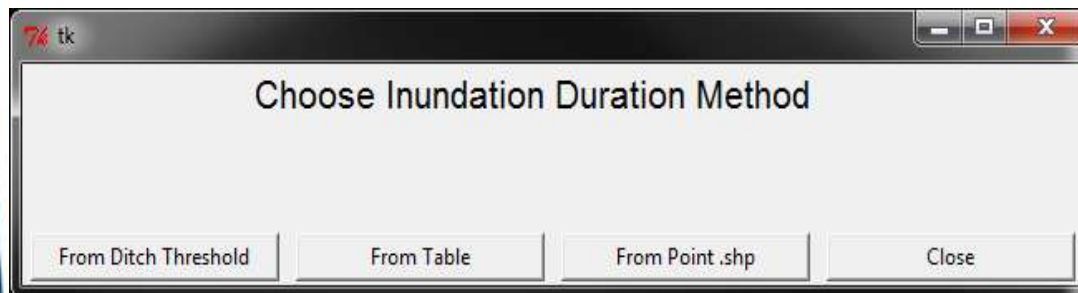 tk
Choose Inundation Duration Method
From Ditch Threshold From Table From Point .shp Close